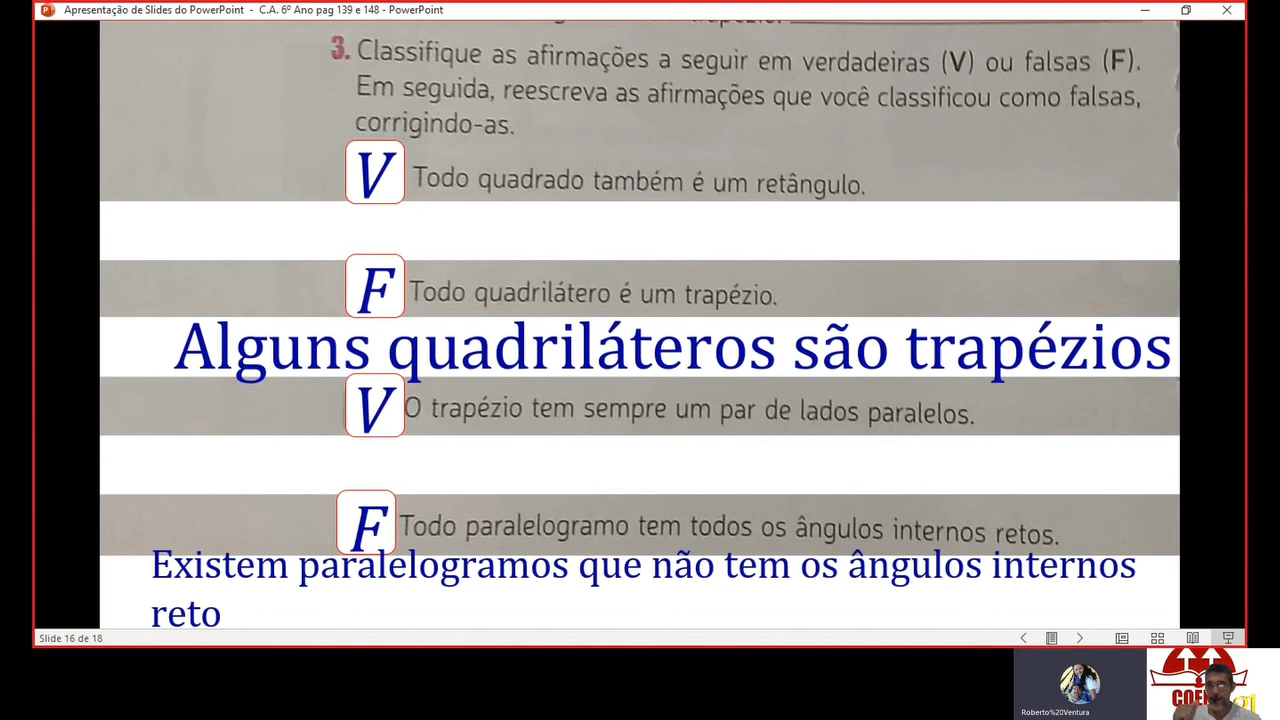 Apresentação de Slides do PowerPoint - C.A. 6º Ano pag 139 e 148 - PowerPoint
3. Classifique as afirmações a seguir em verdadeiras (V) ou falsas (F).
Em seguida, reescreva as afirmações que você classificou como falsas,
corrigindo-as.
V Todo quadrado também é um retângulo.
F Todo quadrilátero é um trapézio.
Alguns quadriláteros são trapézios
V O trapézio tem sempre um par de lados paralelos.
F Todo paralelogramo tem todos os ângulos internos retos.
Existem paralelogramos que não tem os ângulos internos
reto
Slide 16 de 18
Roberto%20Ventura